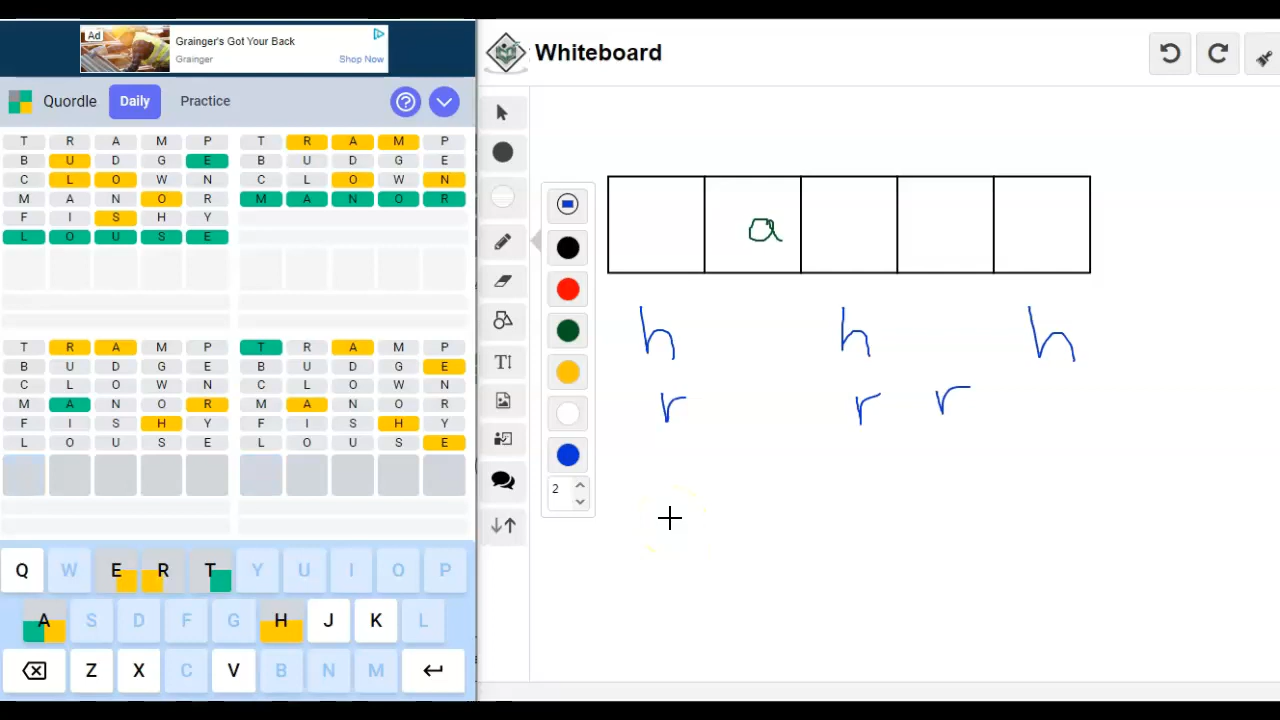 Ad
Grainger's Got Your Back
Grainger
Shop Now
Whiteboard
Quordle Daily Practice ?
T R A M P T R A M P
B U D G E B U D G E
C L O W N C L O W N
M A N O R M A N O R
F I S H Y
L O U S E
T R A M P T R A M P
B U D G E B U D G E
C L O W N C L O W N
M A N O R M A N O R
F I S H Y F I S H Y
L O U S E L O U S E
Q W E R T Y U I O P
A S D F G H J K L
Z X C V B N M
a
h h h
r r r
T
2